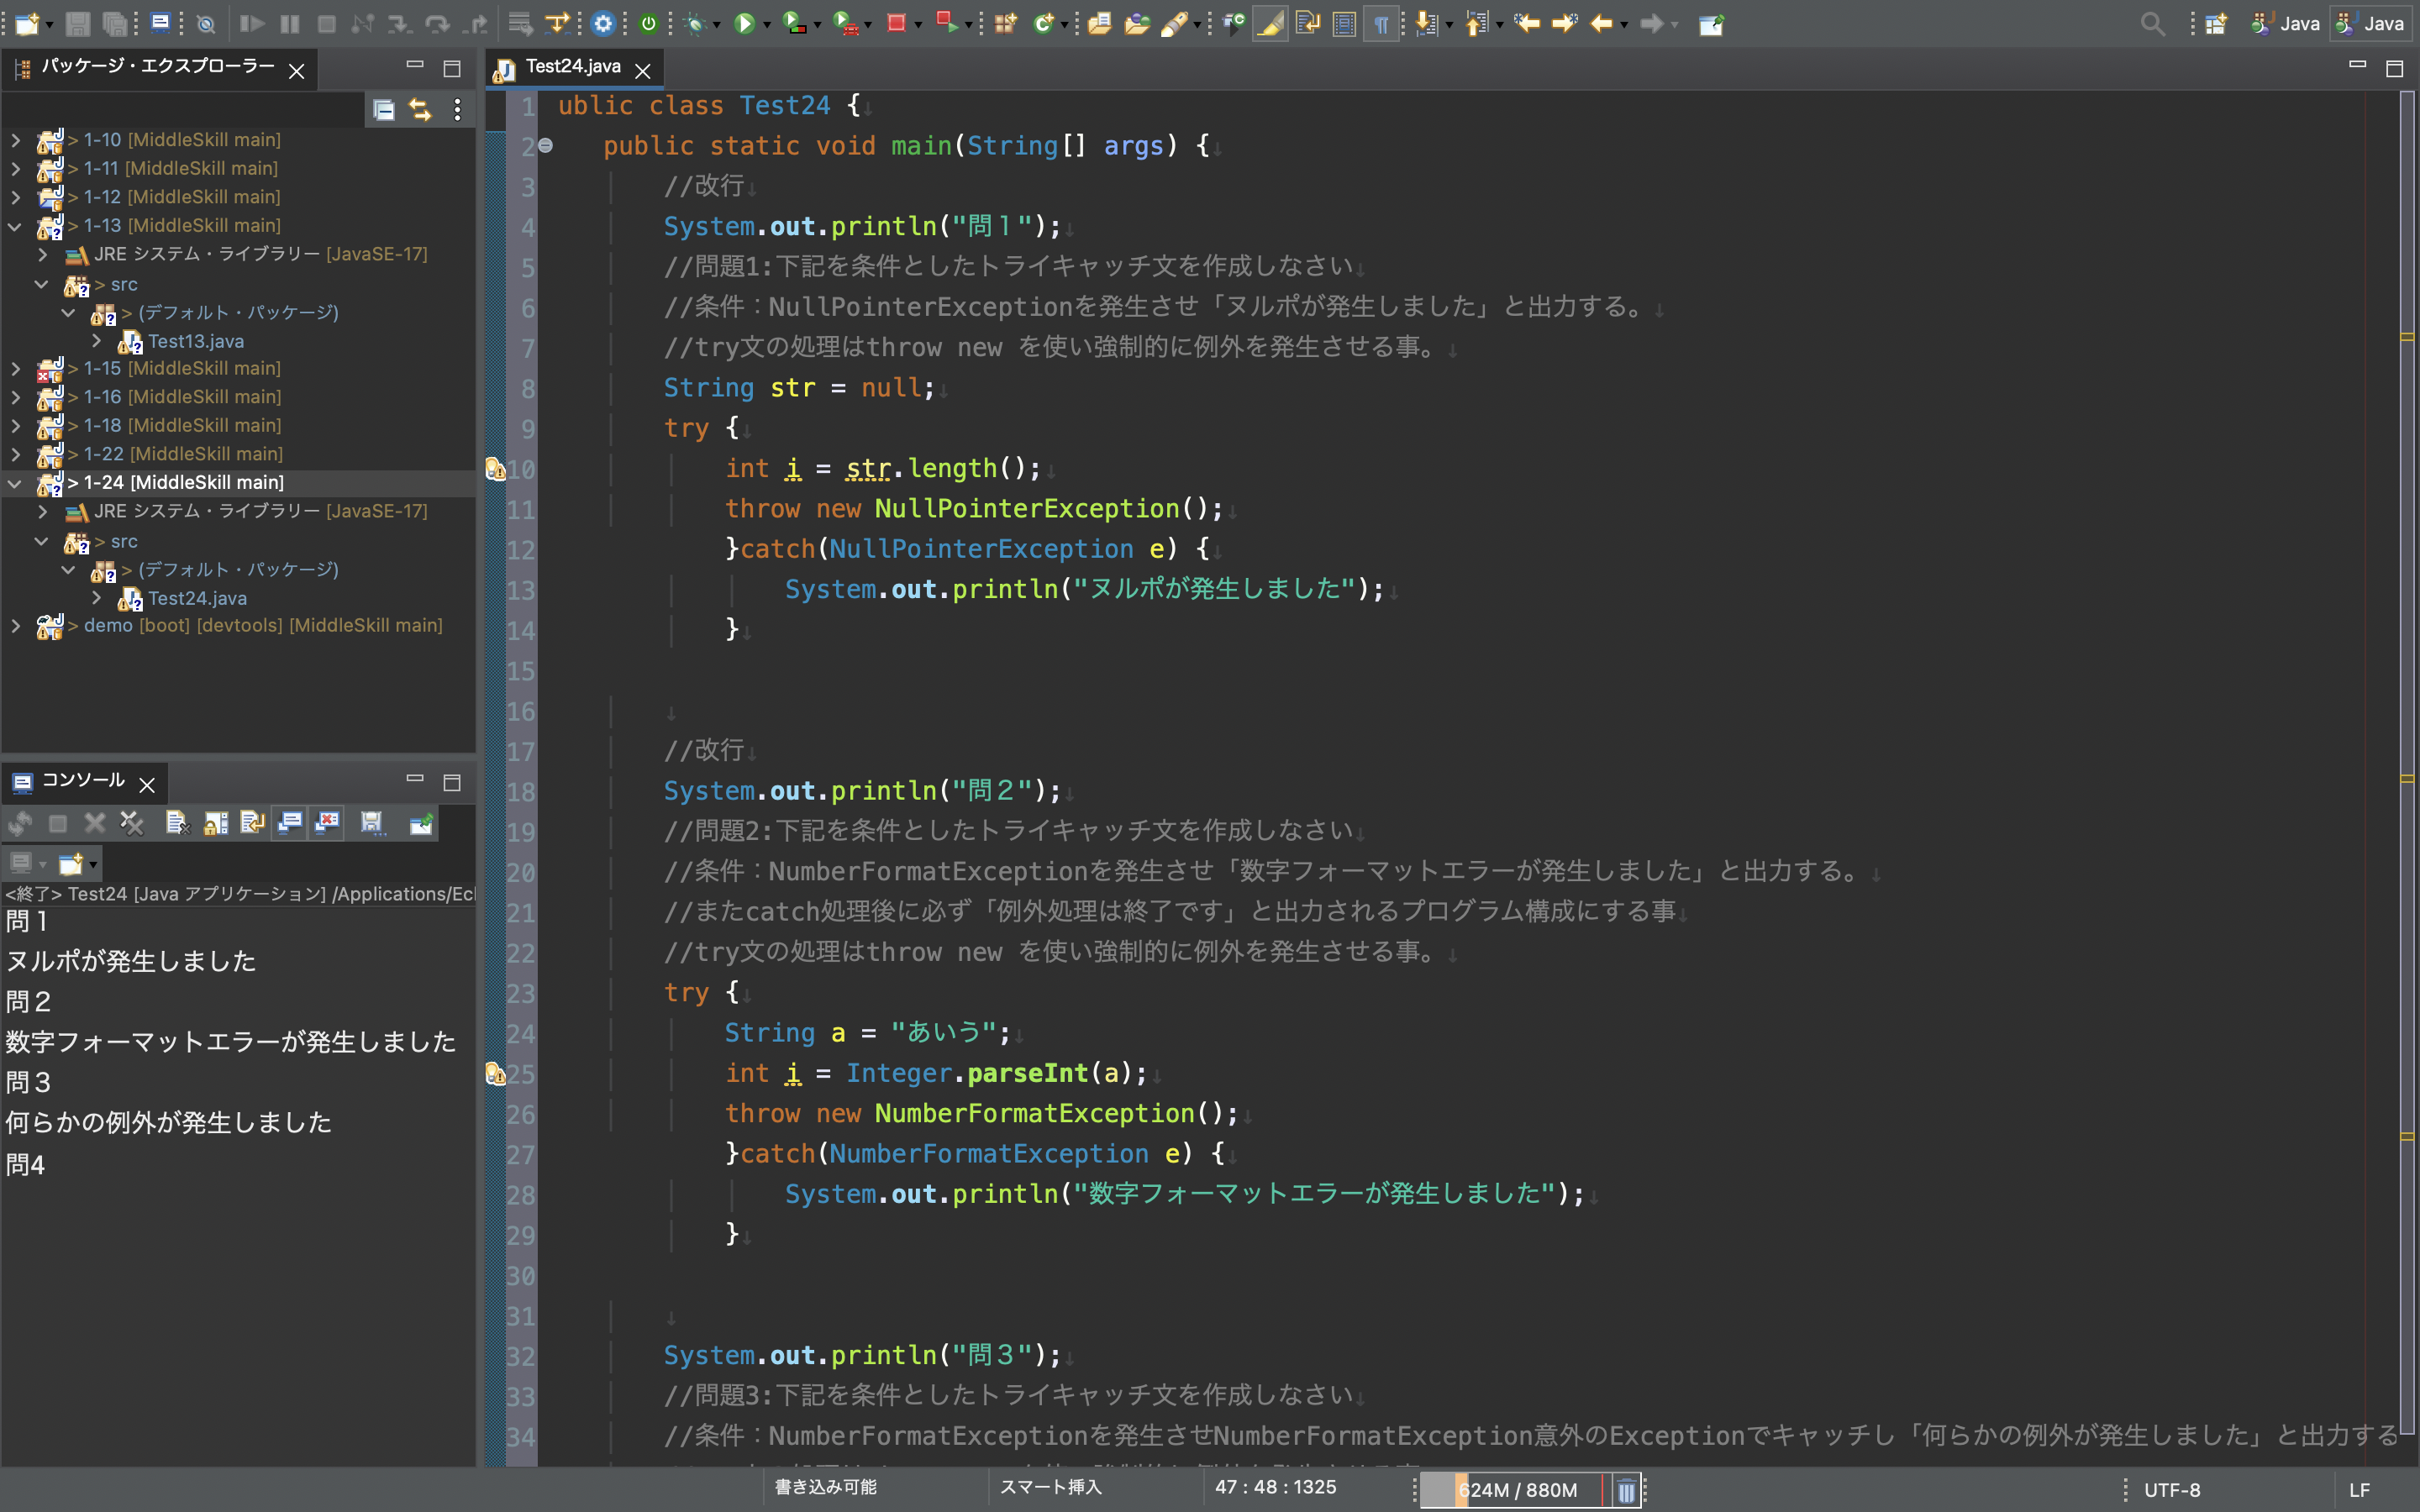 Java
Java
パッケージ・エクスプローラー
> 1-10 [MiddleSkill main]
> 1-11 [MiddleSkill main]
> 1-12 [MiddleSkill main]
> 1-13 [MiddleSkill main]
JRE システム・ライブラリー [JavaSE-17]
> src
> (デフォルト・パッケージ)
Test13.java
> 1-15 [MiddleSkill main]
> 1-16 [MiddleSkill main]
> 1-18 [MiddleSkill main]
> 1-22 [MiddleSkill main]
> 1-24 [MiddleSkill main]
JRE システム・ライブラリー [JavaSE-17]
> src
> (デフォルト・パッケージ)
Test24.java
> demo [boot] [devtools] [MiddleSkill main]
コンソール
<終了> Test24 [Java アプリケーション] /Applications/Ecl
問１
ヌルポが発生しました
問２
数字フォーマットエラーが発生しました
問３
何らかの例外が発生しました
問4
Test24.java
1 ublic class Test24 {↓
2 public static void main(String[] args) {↓
3 //改行↓
4 System.out.println("問１");↓
5 //問題1:下記を条件としたトライキャッチ文を作成しなさい↓
6 //条件：NullPointerExceptionを発生させ「ヌルポが発生しました」と出力する。↓
7 //try文の処理はthrow new を使い強制的に例外を発生させる事。↓
8 String str = null;↓
9 try {↓
10 int i = str.length();↓
11 throw new NullPointerException();↓
12 }catch(NullPointerException e) {↓
13 System.out.println("ヌルポが発生しました");↓
14 }↓
15
16 ↓
17 //改行↓
18 System.out.println("問２");↓
19 //問題2:下記を条件としたトライキャッチ文を作成しなさい↓
20 //条件：NumberFormatExceptionを発生させ「数字フォーマットエラーが発生しました」と出力する。↓
21 //またcatch処理後に必ず「例外処理は終了です」と出力されるプログラム構成にする事↓
22 //try文の処理はthrow new を使い強制的に例外を発生させる事。↓
23 try {↓
24 String a = "あいう";↓
25 int i = Integer.parseInt(a);↓
26 throw new NumberFormatException();↓
27 }catch(NumberFormatException e) {↓
28 System.out.println("数字フォーマットエラーが発生しました");↓
29 }↓
30
31 ↓
32 System.out.println("問３");↓
33 //問題3:下記を条件としたトライキャッチ文を作成しなさい↓
34 //条件：NumberFormatExceptionを発生させNumberFormatException意外のExceptionでキャッチし「何らかの例外が発生しました」と出力する
書き込み可能
スマート挿入
47 : 48 : 1325
624M / 880M
UTF-8
LF